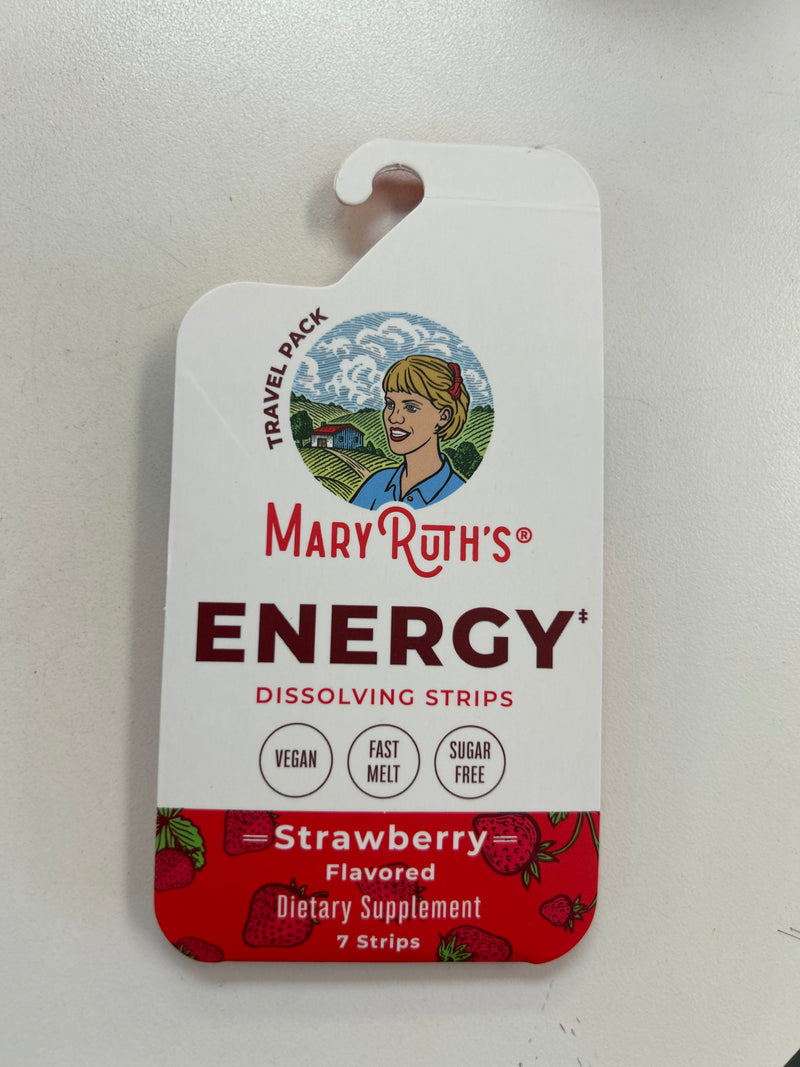 TRAVEL PACK
MARY RUTH'S®
ENERGY‡
DISSOLVING STRIPS
VEGAN
FAST
MELT
SUGAR
FREE
Strawberry
Flavored
Dietary Supplement
7 Strips